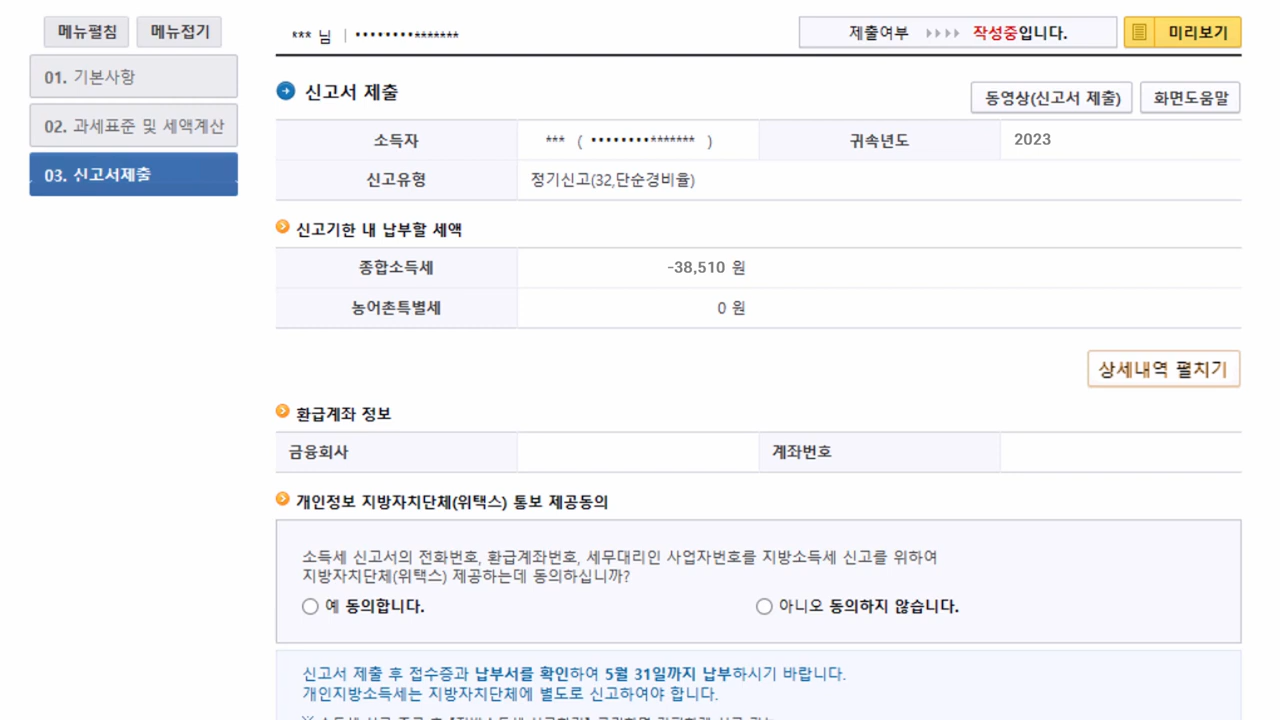 메뉴펼침 메뉴접기
*** 님 | ••••••••*******
제출여부 작성중입니다. 미리보기
01. 기본사항
02. 과세표준 및 세액계산
03. 신고서제출
신고서 제출
동영상(신고서 제출) 화면도움말
소득자 *** ( ••••••••******* ) 귀속년도 2023
신고유형 정기신고(32,단순경비율)
신고기한 내 납부할 세액
종합소득세 -38,510 원
농어촌특별세 0 원
상세내역 펼치기
환급계좌 정보
금융회사 계좌번호
개인정보 지방자치단체(위택스) 통보 제공동의
소득세 신고서의 전화번호, 환급계좌번호, 세무대리인 사업자번호를 지방소득세 신고를 위하여
지방자치단체(위택스) 제공하는데 동의하십니까?
예 동의합니다. 아니오 동의하지 않습니다.
신고서 제출 후 접수증과 납부서를 확인하여 5월 31일까지 납부하시기 바랍니다.
개인지방소득세는 지방자치단체에 별도로 신고하여야 합니다.